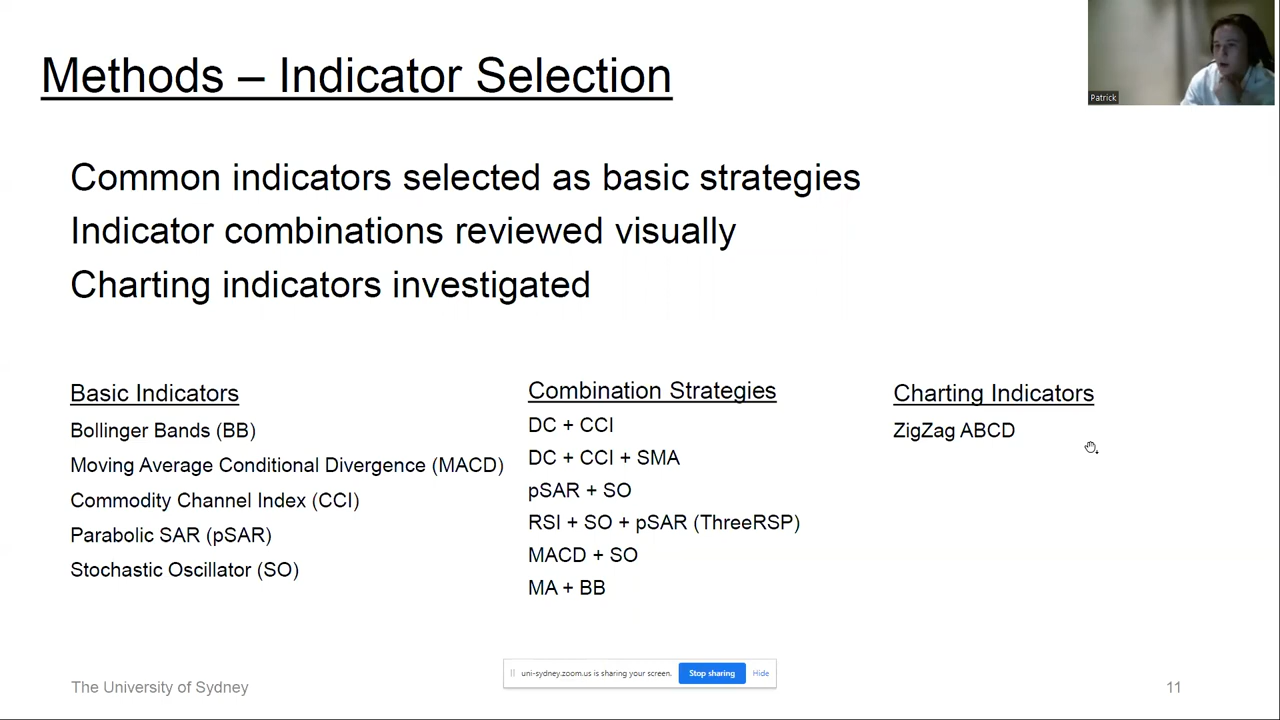 Patrick
Methods – Indicator Selection
Common indicators selected as basic strategies
Indicator combinations reviewed visually
Charting indicators investigated
Basic Indicators
Bollinger Bands (BB)
Moving Average Conditional Divergence (MACD)
Commodity Channel Index (CCI)
Parabolic SAR (pSAR)
Stochastic Oscillator (SO)
Combination Strategies
DC + CCI
DC + CCI + SMA
pSAR + SO
RSI + SO + pSAR (ThreeRSP)
MACD + SO
MA + BB
Charting Indicators
ZigZag ABCD
uni-sydney.zoom.us is sharing your screen. Stop sharing Hide
The University of Sydney 11